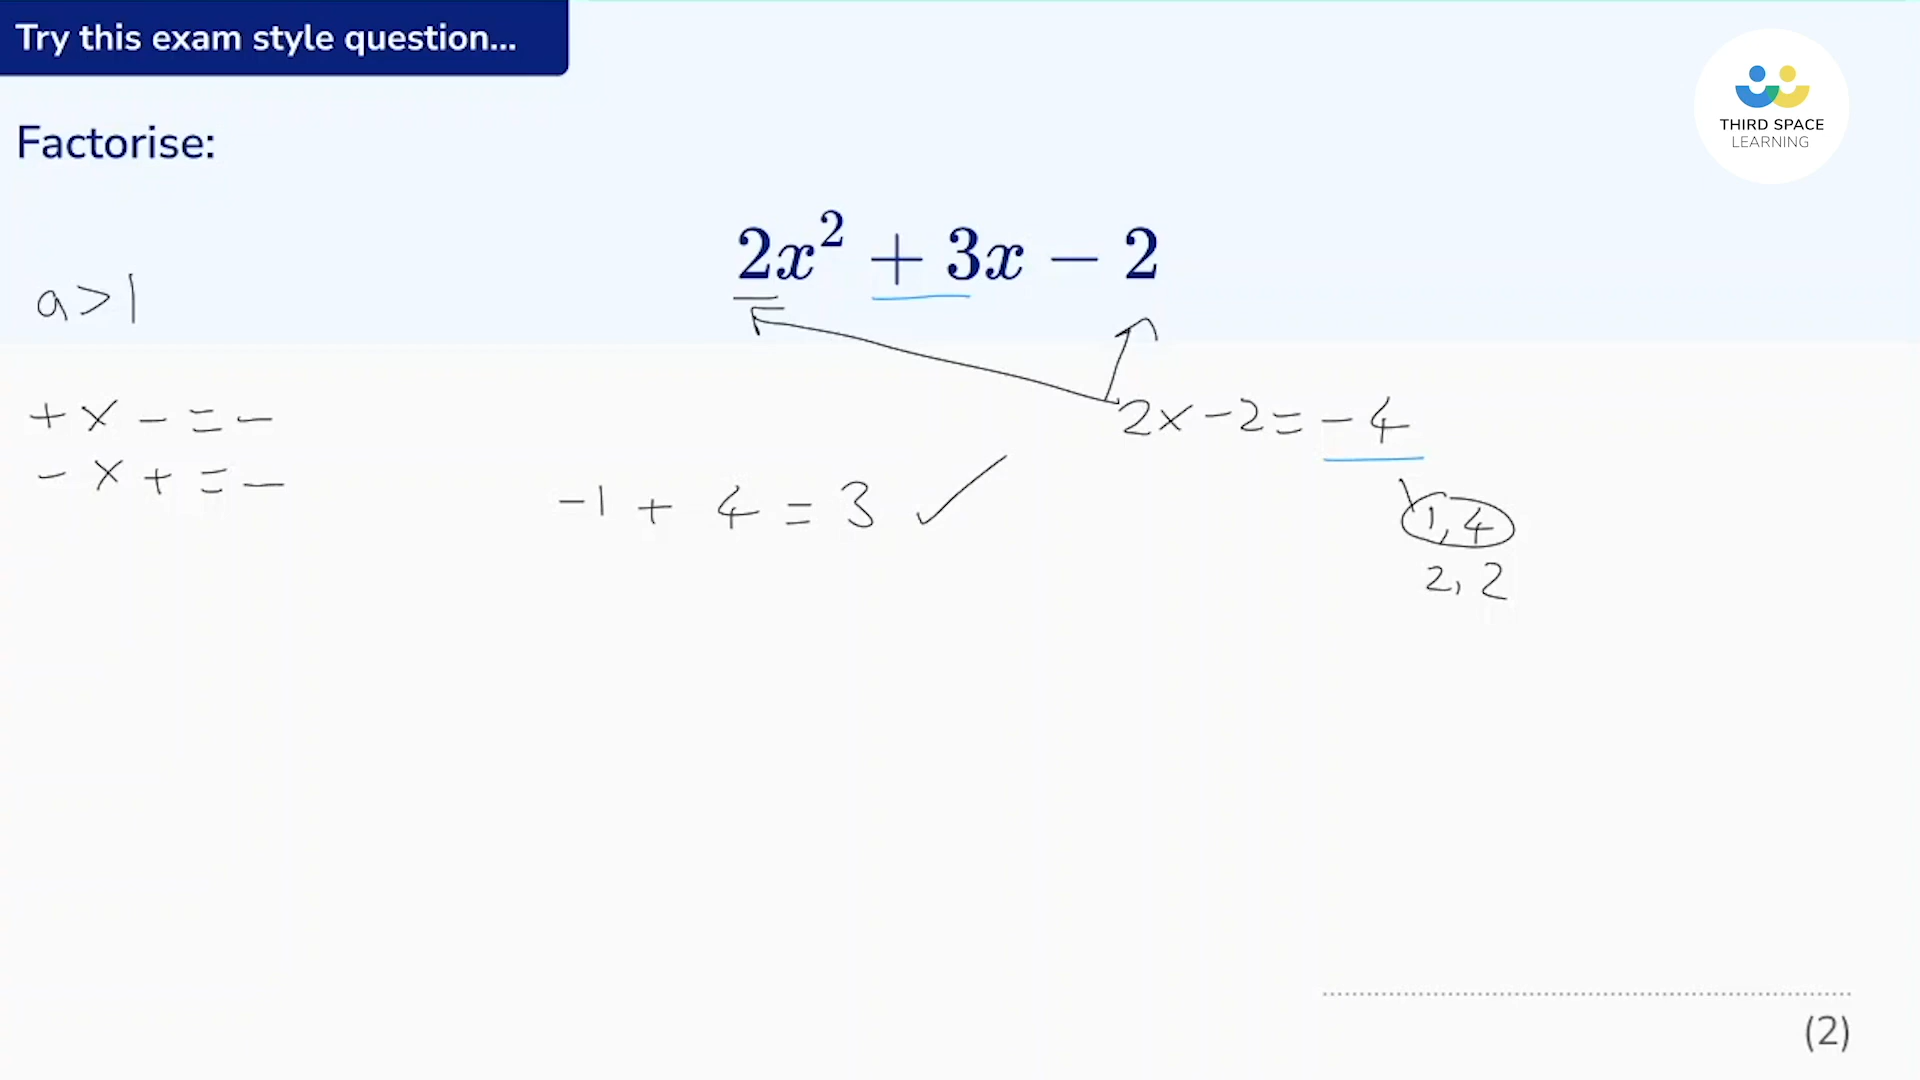 Try this exam style question...
THIRD SPACE
LEARNING
Factorise:
2x² + 3x − 2
a > 1
+ × − = −
− × + = −
2 × −2 = −4
−1 + 4 = 3 ✓
1, 4
2, 2
(2)